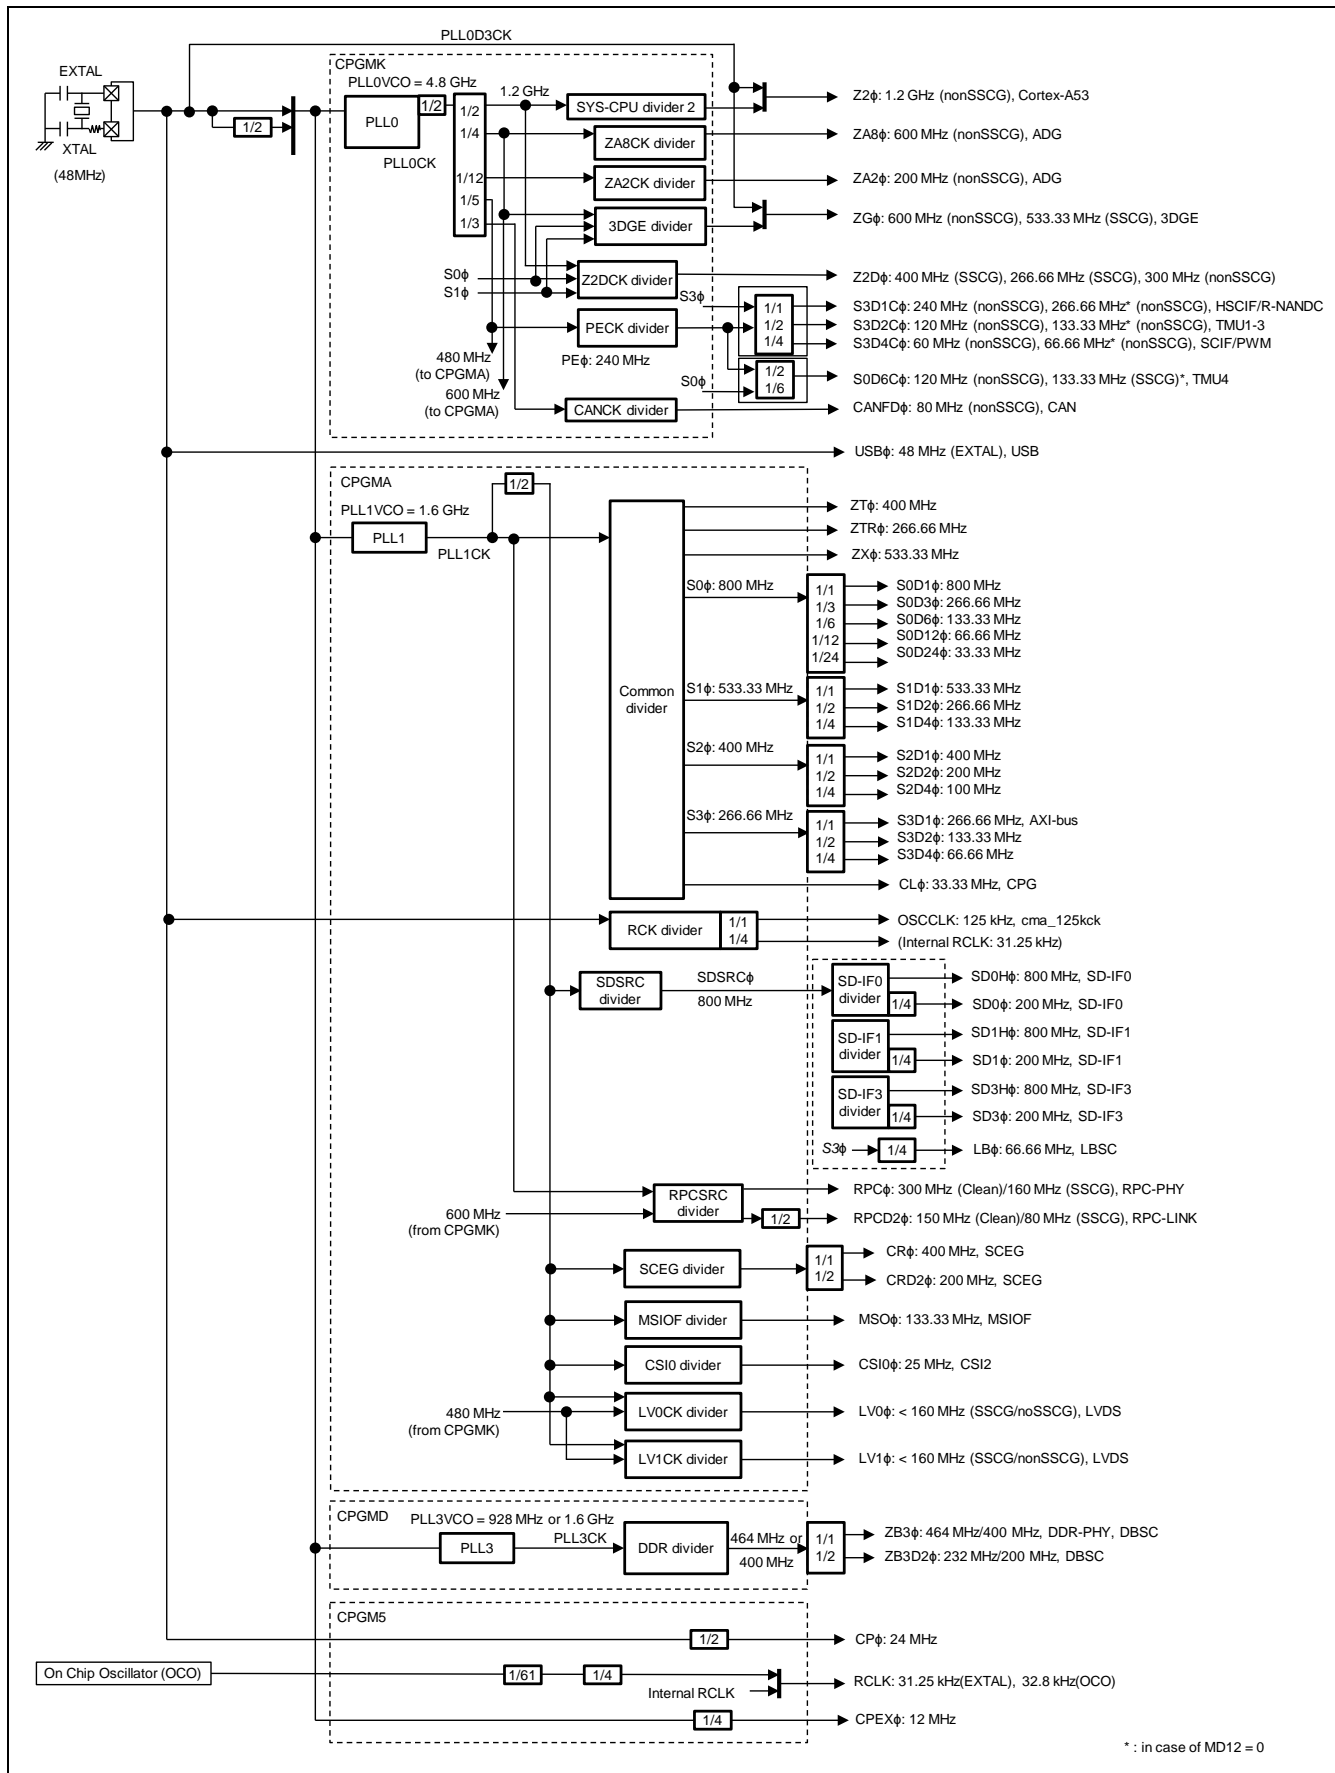 PLL0D3CK
EXTAL
XTAL
(48MHz)
1/2
CPGMK
PLL0VCO = 4.8 GHz
PLL0
1/2
PLL0CK
1/2
1/4
1/12
1/5
1/3
1.2 GHz
SYS-CPU divider 2
ZA8CK divider
ZA2CK divider
3DGE divider
S0ϕ
S1ϕ
Z2DCK divider
S3ϕ
PECK divider
PEϕ: 240 MHz
480 MHz
(to CPGMA)
600 MHz
(to CPGMA)
S0ϕ
CANCK divider
1/1
1/2
1/4
1/2
1/6
Z2ϕ: 1.2 GHz (nonSSCG), Cortex-A53
ZA8ϕ: 600 MHz (nonSSCG), ADG
ZA2ϕ: 200 MHz (nonSSCG), ADG
ZGϕ: 600 MHz (nonSSCG), 533.33 MHz (SSCG), 3DGE
Z2Dϕ: 400 MHz (SSCG), 266.66 MHz (SSCG), 300 MHz (nonSSCG)
S3D1Cϕ: 240 MHz (nonSSCG), 266.66 MHz* (nonSSCG), HSCIF/R-NANDC
S3D2Cϕ: 120 MHz (nonSSCG), 133.33 MHz* (nonSSCG), TMU1-3
S3D4Cϕ: 60 MHz (nonSSCG), 66.66 MHz* (nonSSCG), SCIF/PWM
S0D6Cϕ: 120 MHz (nonSSCG), 133.33 MHz (SSCG)*, TMU4
CANFDϕ: 80 MHz (nonSSCG), CAN
USBϕ: 48 MHz (EXTAL), USB
CPGMA
1/2
PLL1VCO = 1.6 GHz
PLL1
PLL1CK
Common
divider
ZTϕ: 400 MHz
ZTRϕ: 266.66 MHz
ZXϕ: 533.33 MHz
S0ϕ: 800 MHz
1/1
1/3
1/6
1/12
1/24
S0D1ϕ: 800 MHz
S0D3ϕ: 266.66 MHz
S0D6ϕ: 133.33 MHz
S0D12ϕ: 66.66 MHz
S0D24ϕ: 33.33 MHz
S1ϕ: 533.33 MHz
1/1
1/2
1/4
S1D1ϕ: 533.33 MHz
S1D2ϕ: 266.66 MHz
S1D4ϕ: 133.33 MHz
S2ϕ: 400 MHz
1/1
1/2
1/4
S2D1ϕ: 400 MHz
S2D2ϕ: 200 MHz
S2D4ϕ: 100 MHz
S3ϕ: 266.66 MHz
1/1
1/2
1/4
S3D1ϕ: 266.66 MHz, AXI-bus
S3D2ϕ: 133.33 MHz
S3D4ϕ: 66.66 MHz
CLϕ: 33.33 MHz, CPG
RCK divider
1/1
1/4
OSCCLK: 125 kHz, cma_125kck
(Internal RCLK: 31.25 kHz)
SDSRC
divider
SDSRCϕ
800 MHz
SD-IF0
divider
1/4
SD0Hϕ: 800 MHz, SD-IF0
SD0ϕ: 200 MHz, SD-IF0
SD-IF1
divider
1/4
SD1Hϕ: 800 MHz, SD-IF1
SD1ϕ: 200 MHz, SD-IF1
SD-IF3
divider
1/4
SD3Hϕ: 800 MHz, SD-IF3
SD3ϕ: 200 MHz, SD-IF3
S3ϕ
1/4
LBϕ: 66.66 MHz, LBSC
600 MHz
(from CPGMK)
RPCSRC
divider
1/2
RPCϕ: 300 MHz (Clean)/160 MHz (SSCG), RPC-PHY
RPCD2ϕ: 150 MHz (Clean)/80 MHz (SSCG), RPC-LINK
SCEG divider
1/1
1/2
CRϕ: 400 MHz, SCEG
CRD2ϕ: 200 MHz, SCEG
MSIOF divider
MSOϕ: 133.33 MHz, MSIOF
CSI0 divider
CSI0ϕ: 25 MHz, CSI2
480 MHz
(from CPGMK)
LV0CK divider
LV0ϕ: < 160 MHz (SSCG/noSSCG), LVDS
LV1CK divider
LV1ϕ: < 160 MHz (SSCG/nonSSCG), LVDS
CPGMD
PLL3VCO = 928 MHz or 1.6 GHz
PLL3
PLL3CK
DDR divider
464 MHz or
400 MHz
1/1
1/2
ZB3ϕ: 464 MHz/400 MHz, DDR-PHY, DBSC
ZB3D2ϕ: 232 MHz/200 MHz, DBSC
CPGM5
1/2
CPϕ: 24 MHz
On Chip Oscillator (OCO)
1/61
1/4
Internal RCLK
RCLK: 31.25 kHz(EXTAL), 32.8 kHz(OCO)
1/4
CPEXϕ: 12 MHz
* : in case of MD12 = 0